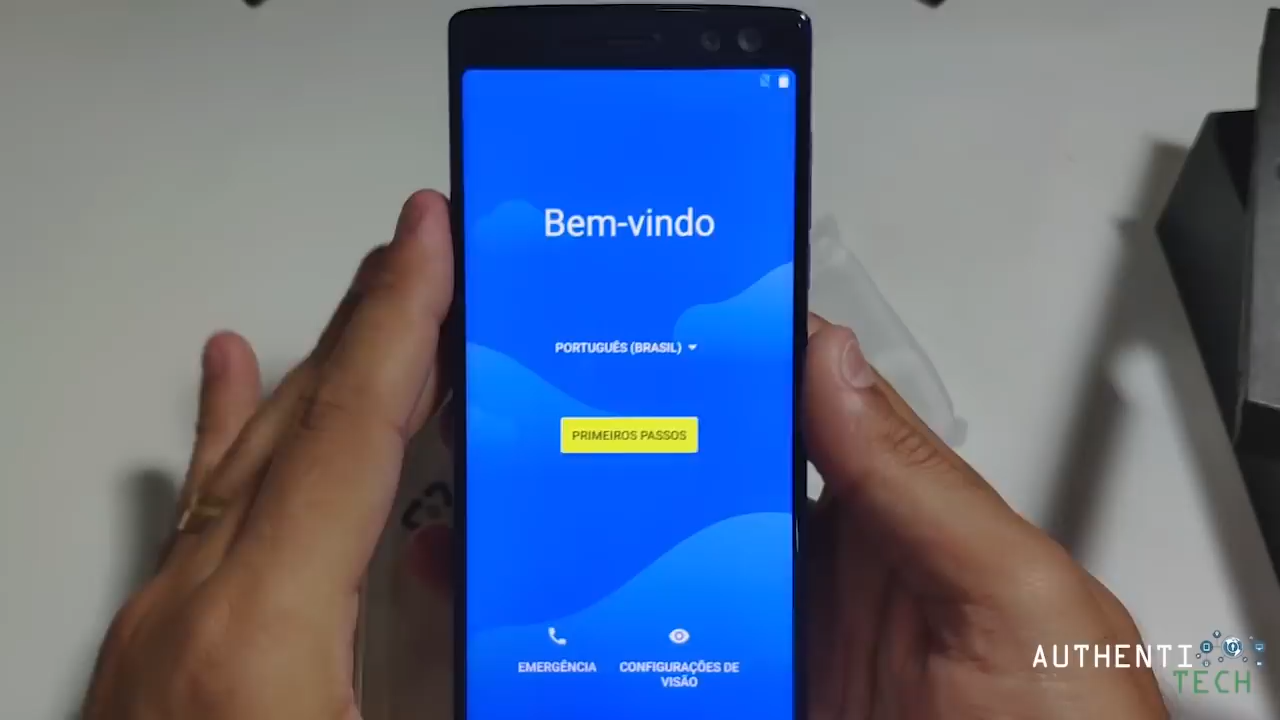 Bem-vindo
PORTUGUÊS (BRASIL)
PRIMEIROS PASSOS
EMERGÊNCIA
CONFIGURAÇÕES DE
VISÃO
AUTHENTI
TECH